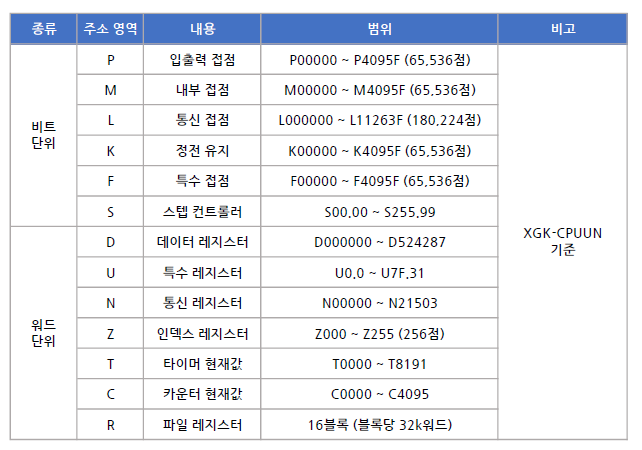 종류 주소 영역 내용 범위 비고
비트
단위
P 입출력 접점 P00000 ~ P4095F (65,536점)
M 내부 접점 M00000 ~ M4095F (65,536점)
L 통신 접점 L000000 ~ L11263F (180,224점)
K 정전 유지 K00000 ~ K4095F (65,536점)
F 특수 접점 F00000 ~ F4095F (65,536점)
S 스텝 컨트롤러 S00.00 ~ S255.99
워드
단위
D 데이터 레지스터 D000000 ~ D524287
U 특수 레지스터 U0.0 ~ U7F.31
N 통신 레지스터 N00000 ~ N21503
Z 인덱스 레지스터 Z000 ~ Z255 (256점)
T 타이머 현재값 T0000 ~ T8191
C 카운터 현재값 C0000 ~ C4095
R 파일 레지스터 16블록 (블록당 32k워드)
XGK-CPUUN
기준